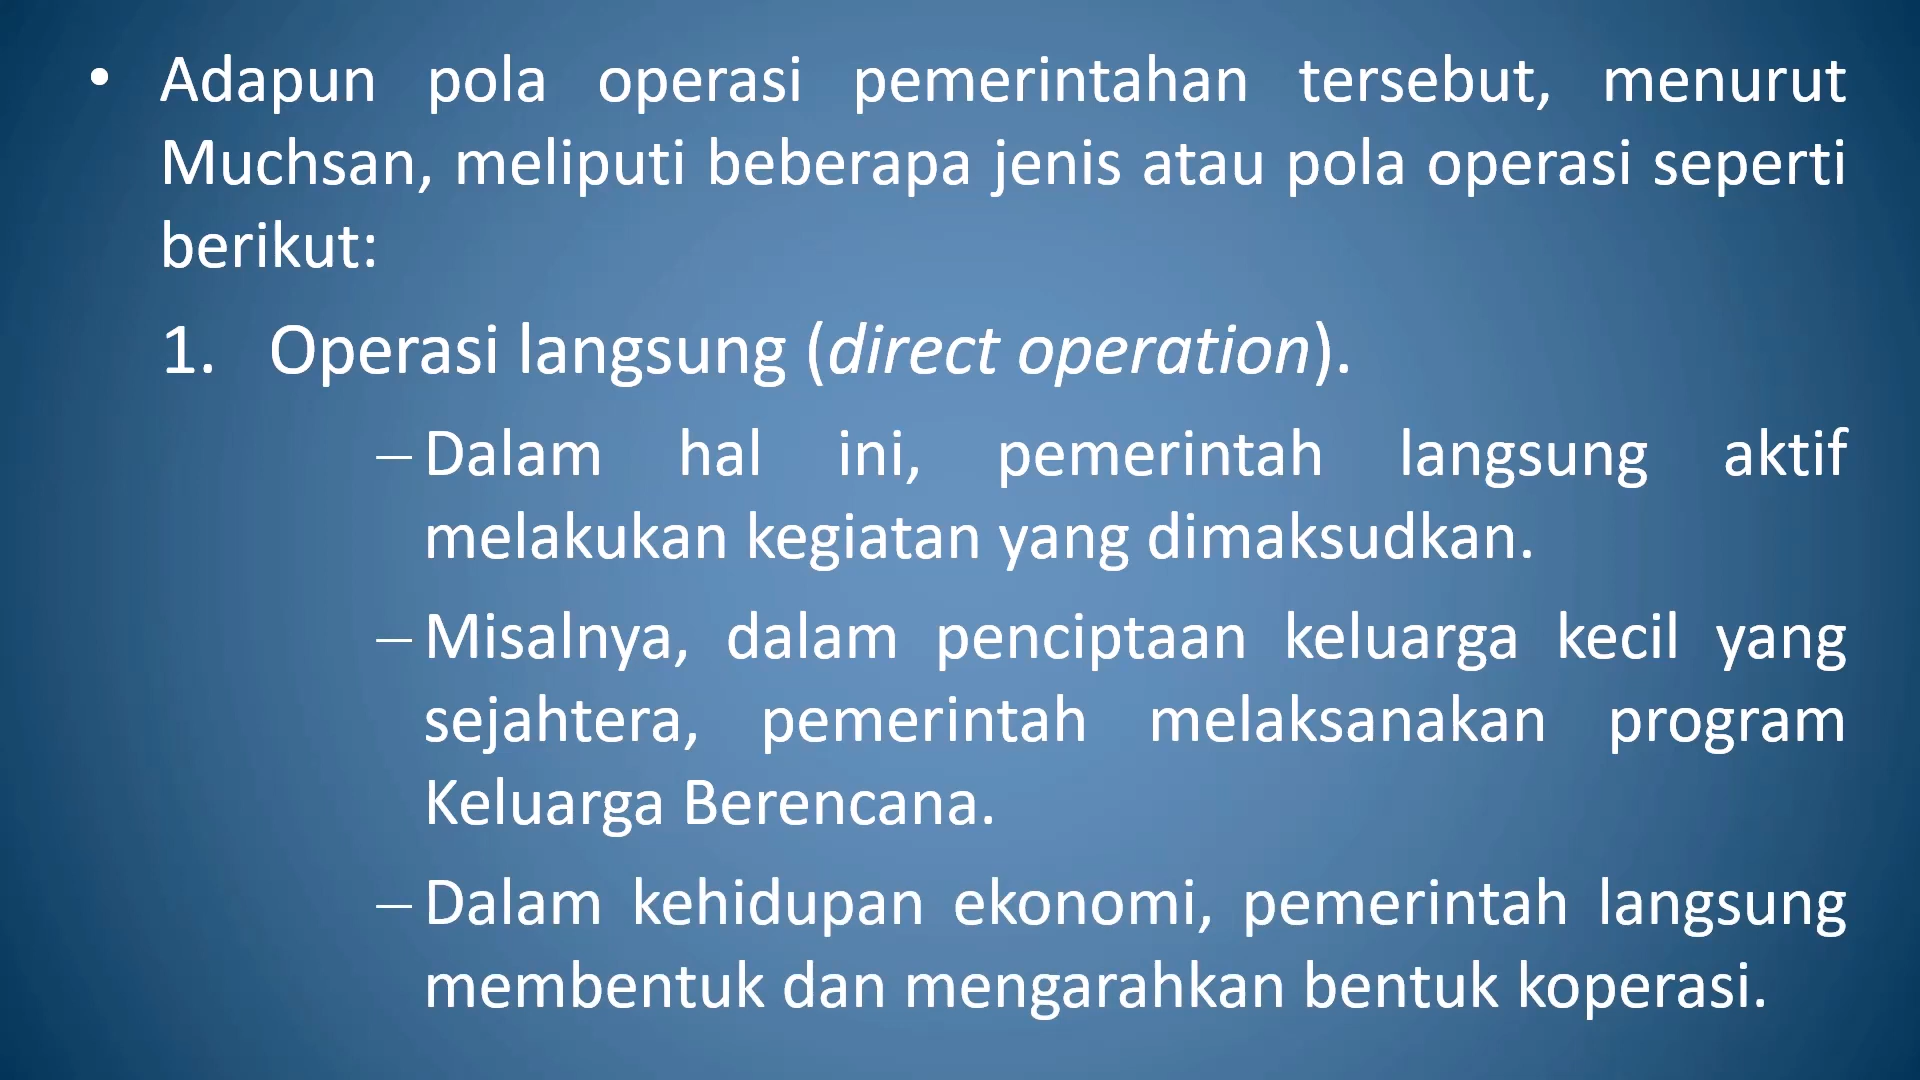 • Adapun pola operasi pemerintahan tersebut, menurut
Muchsan, meliputi beberapa jenis atau pola operasi seperti
berikut:
1. Operasi langsung (direct operation).
– Dalam hal ini, pemerintah langsung aktif
melakukan kegiatan yang dimaksudkan.
– Misalnya, dalam penciptaan keluarga kecil yang
sejahtera, pemerintah melaksanakan program
Keluarga Berencana.
– Dalam kehidupan ekonomi, pemerintah langsung
membentuk dan mengarahkan bentuk koperasi.